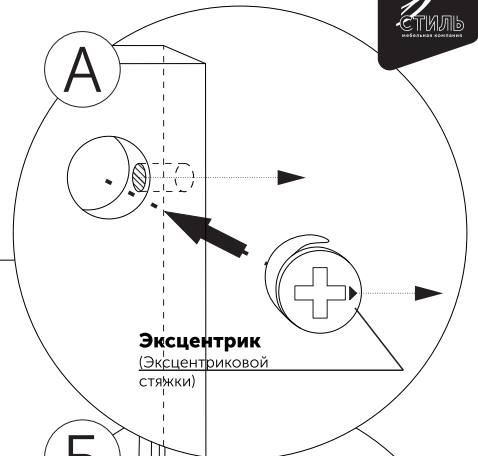 СТИЛЬ
мебельная компания
А
Эксцентрик
(Эксцентриковой
стяжки)
Б